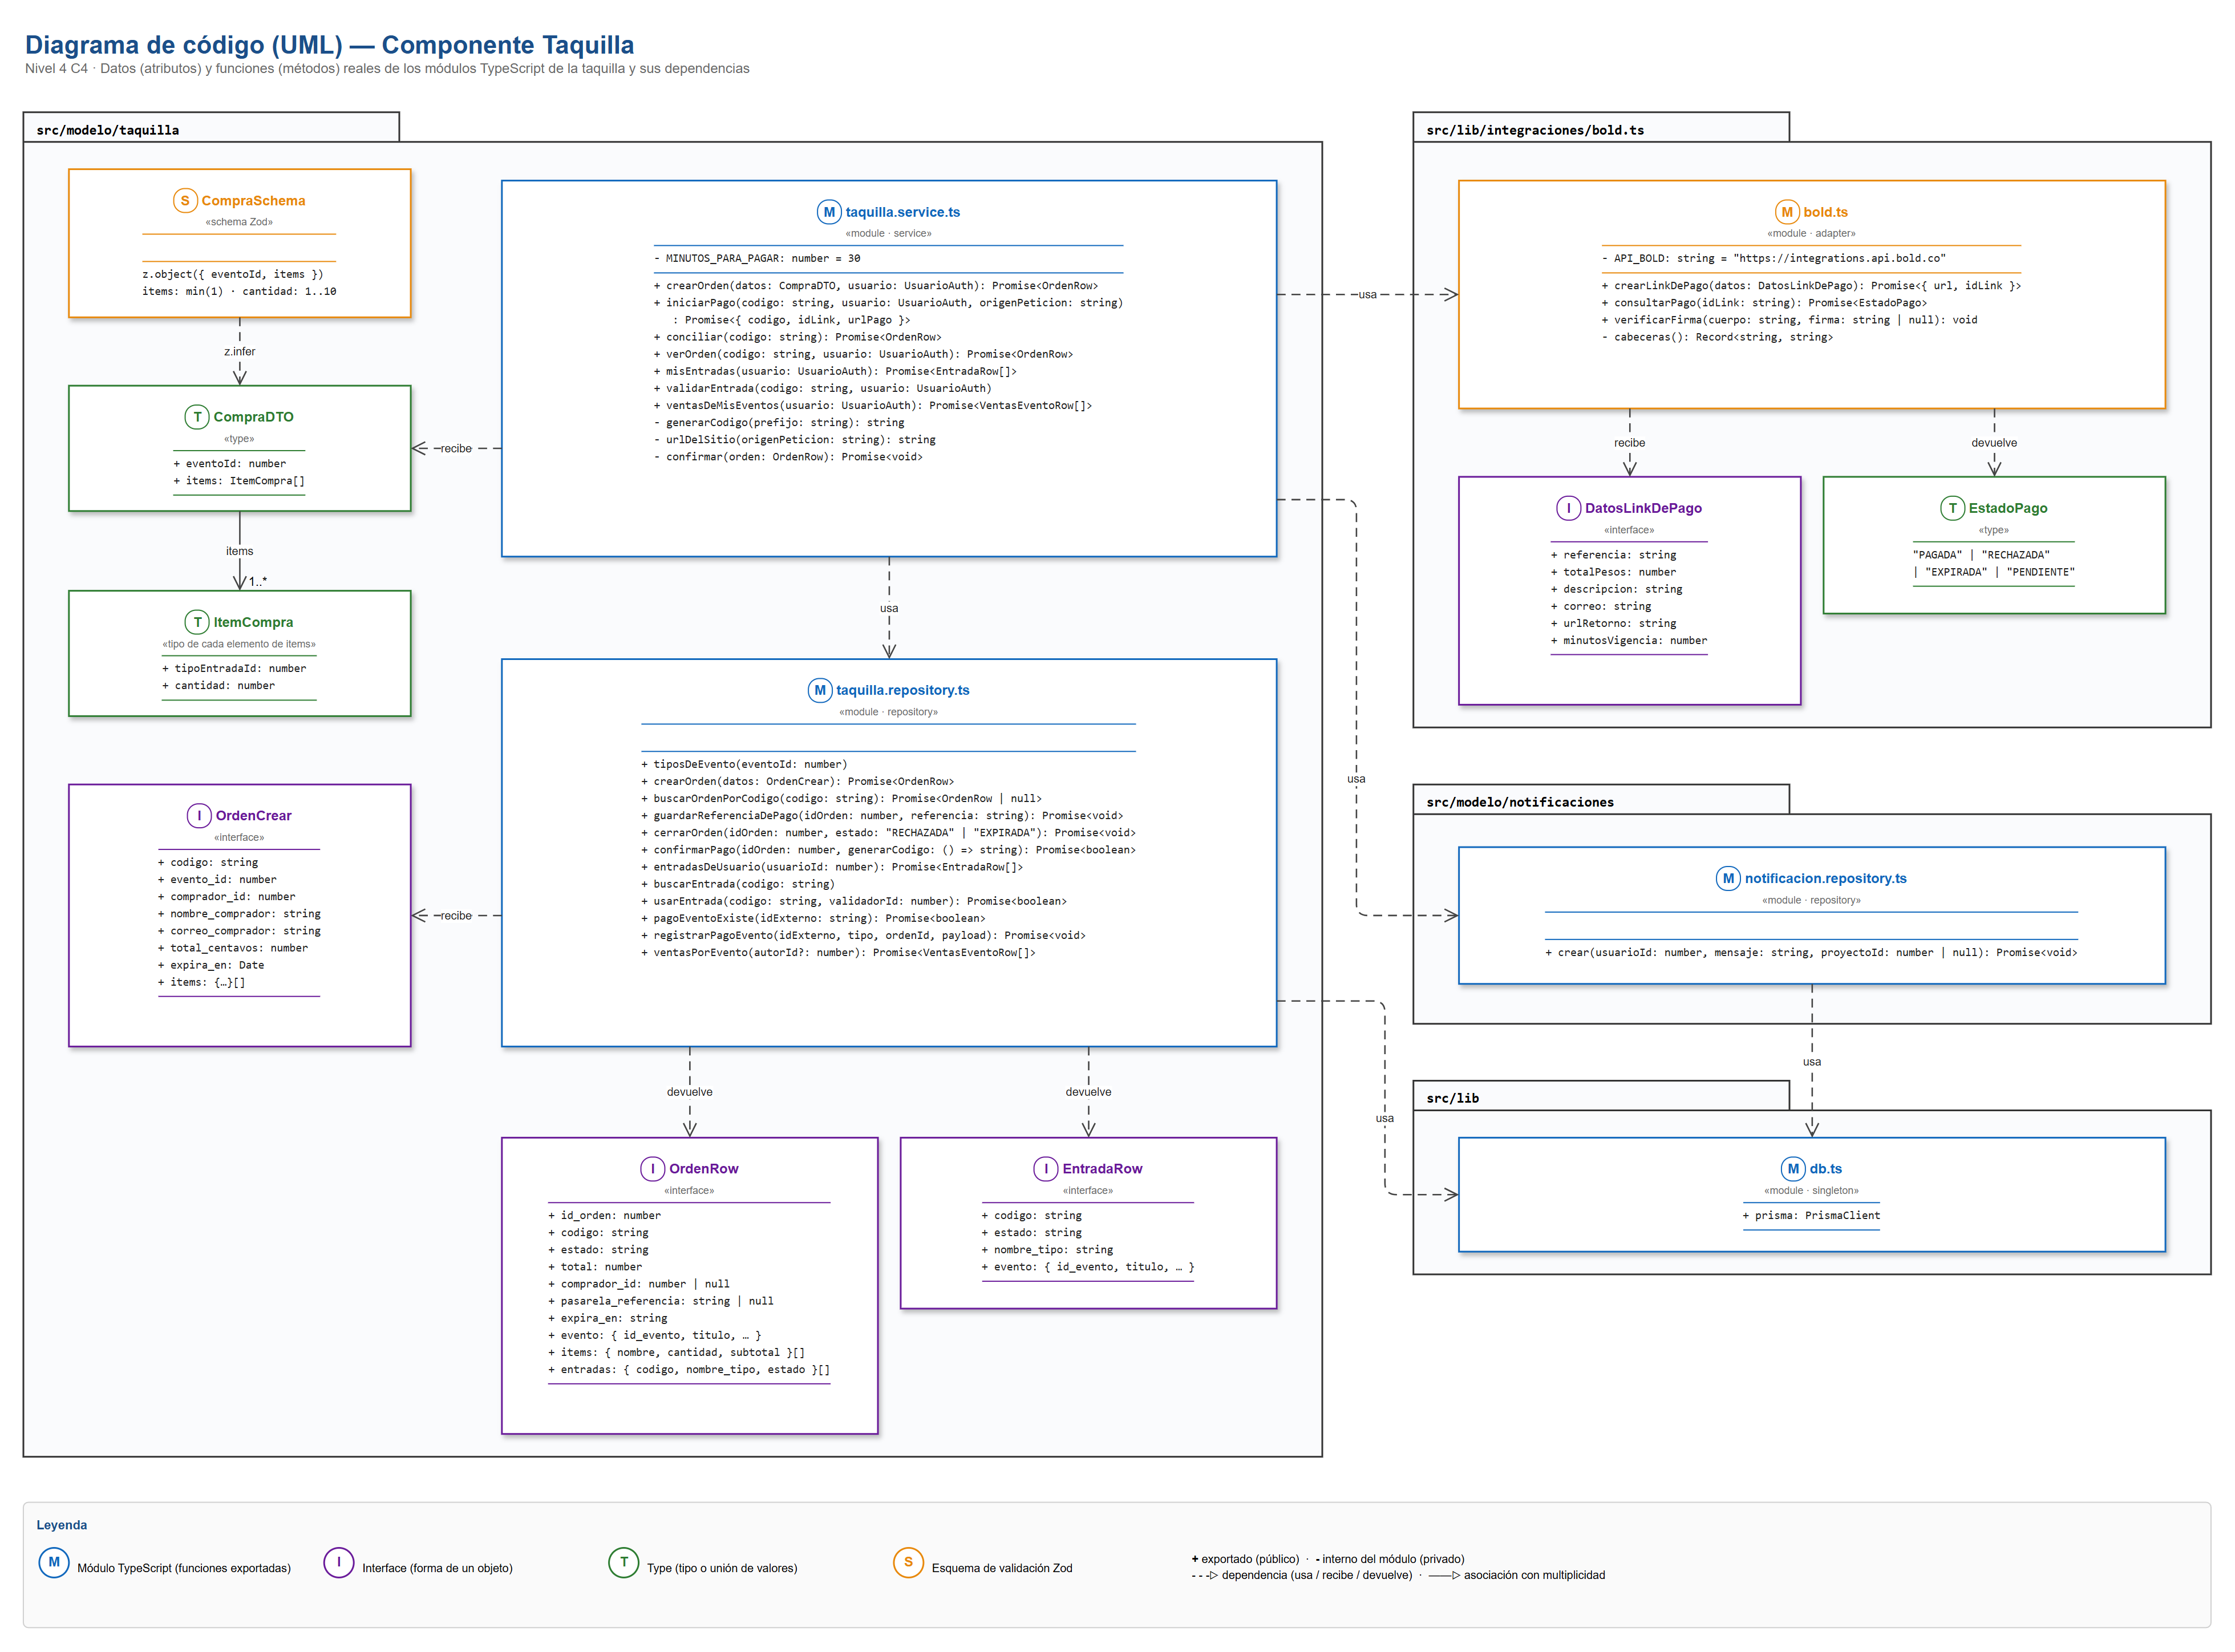 Diagrama de código (UML) — Componente Taquilla
Nivel 4 C4 · Datos (atributos) y funciones (métodos) reales de los módulos TypeScript de la taquilla y sus dependencias
src/modelo/taquilla
S CompraSchema
«schema Zod»
z.object({ eventoId, items })
items: min(1) · cantidad: 1..10
z.infer
T CompraDTO
«type»
+ eventoId: number
+ items: ItemCompra[]
items
1..*
T ItemCompra
«tipo de cada elemento de items»
+ tipoEntradaId: number
+ cantidad: number
I OrdenCrear
«interface»
+ codigo: string
+ evento_id: number
+ comprador_id: number
+ nombre_comprador: string
+ correo_comprador: string
+ total_centavos: number
+ expira_en: Date
+ items: {…}[]
M taquilla.service.ts
«module · service»
- MINUTOS_PARA_PAGAR: number = 30
+ crearOrden(datos: CompraDTO, usuario: UsuarioAuth): Promise<OrdenRow>
+ iniciarPago(codigo: string, usuario: UsuarioAuth, origenPeticion: string)
: Promise<{ codigo, idLink, urlPago }>
+ conciliar(codigo: string): Promise<OrdenRow>
+ verOrden(codigo: string, usuario: UsuarioAuth): Promise<OrdenRow>
+ misEntradas(usuario: UsuarioAuth): Promise<EntradaRow[]>
+ validarEntrada(codigo: string, usuario: UsuarioAuth)
+ ventasDeMisEventos(usuario: UsuarioAuth): Promise<VentasEventoRow[]>
- generarCodigo(prefijo: string): string
- urlDelSitio(origenPeticion: string): string
- confirmar(orden: OrdenRow): Promise<void>
recibe
usa
M taquilla.repository.ts
«module · repository»
+ tiposDeEvento(eventoId: number)
+ crearOrden(datos: OrdenCrear): Promise<OrdenRow>
+ buscarOrdenPorCodigo(codigo: string): Promise<OrdenRow | null>
+ guardarReferenciaDePago(idOrden: number, referencia: string): Promise<void>
+ cerrarOrden(idOrden: number, estado: "RECHAZADA" | "EXPIRADA"): Promise<void>
+ confirmarPago(idOrden: number, generarCodigo: () => string): Promise<boolean>
+ entradasDeUsuario(usuarioId: number): Promise<EntradaRow[]>
+ buscarEntrada(codigo: string)
+ usarEntrada(codigo: string, validadorId: number): Promise<boolean>
+ pagoEventoExiste(idExterno: string): Promise<boolean>
+ registrarPagoEvento(idExterno, tipo, ordenId, payload): Promise<void>
+ ventasPorEvento(autorId?: number): Promise<VentasEventoRow[]>
recibe
devuelve
devuelve
I OrdenRow
«interface»
+ id_orden: number
+ codigo: string
+ estado: string
+ total: number
+ comprador_id: number | null
+ pasarela_referencia: string | null
+ expira_en: string
+ evento: { id_evento, titulo, … }
+ items: { nombre, cantidad, subtotal }[]
+ entradas: { codigo, nombre_tipo, estado }[]
I EntradaRow
«interface»
+ codigo: string
+ estado: string
+ nombre_tipo: string
+ evento: { id_evento, titulo, … }
usa
usa
usa
src/lib/integraciones/bold.ts
M bold.ts
«module · adapter»
- API_BOLD: string = "https://integrations.api.bold.co"
+ crearLinkDePago(datos: DatosLinkDePago): Promise<{ url, idLink }>
+ consultarPago(idLink: string): Promise<EstadoPago>
+ verificarFirma(cuerpo: string, firma: string | null): void
- cabeceras(): Record<string, string>
recibe
devuelve
I DatosLinkDePago
«interface»
+ referencia: string
+ totalPesos: number
+ descripcion: string
+ correo: string
+ urlRetorno: string
+ minutosVigencia: number
T EstadoPago
«type»
"PAGADA" | "RECHAZADA"
| "EXPIRADA" | "PENDIENTE"
src/modelo/notificaciones
M notificacion.repository.ts
«module · repository»
+ crear(usuarioId: number, mensaje: string, proyectoId: number | null): Promise<void>
usa
src/lib
M db.ts
«module · singleton»
+ prisma: PrismaClient
Leyenda
M Módulo TypeScript (funciones exportadas)
I Interface (forma de un objeto)
T Type (tipo o unión de valores)
S Esquema de validación Zod
+ exportado (público) · - interno del módulo (privado)
- - -▷ dependencia (usa / recibe / devuelve) · ───▷ asociación con multiplicidad